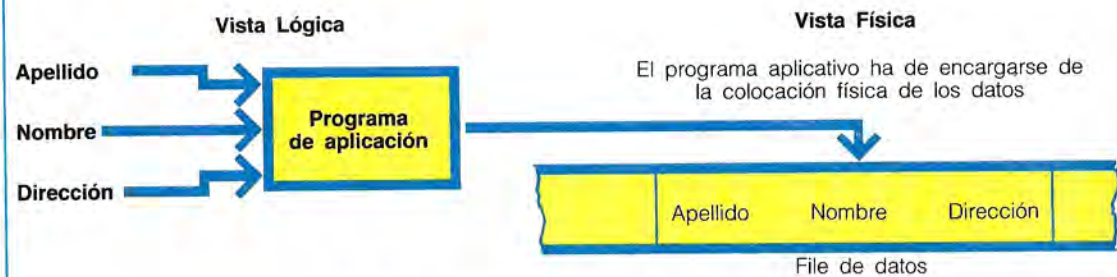 Vista Lógica
Vista Física
Apellido
Nombre
Dirección
Programa
de aplicación
El programa aplicativo ha de encargarse de
la colocación física de los datos
Apellido Nombre Dirección
File de datos